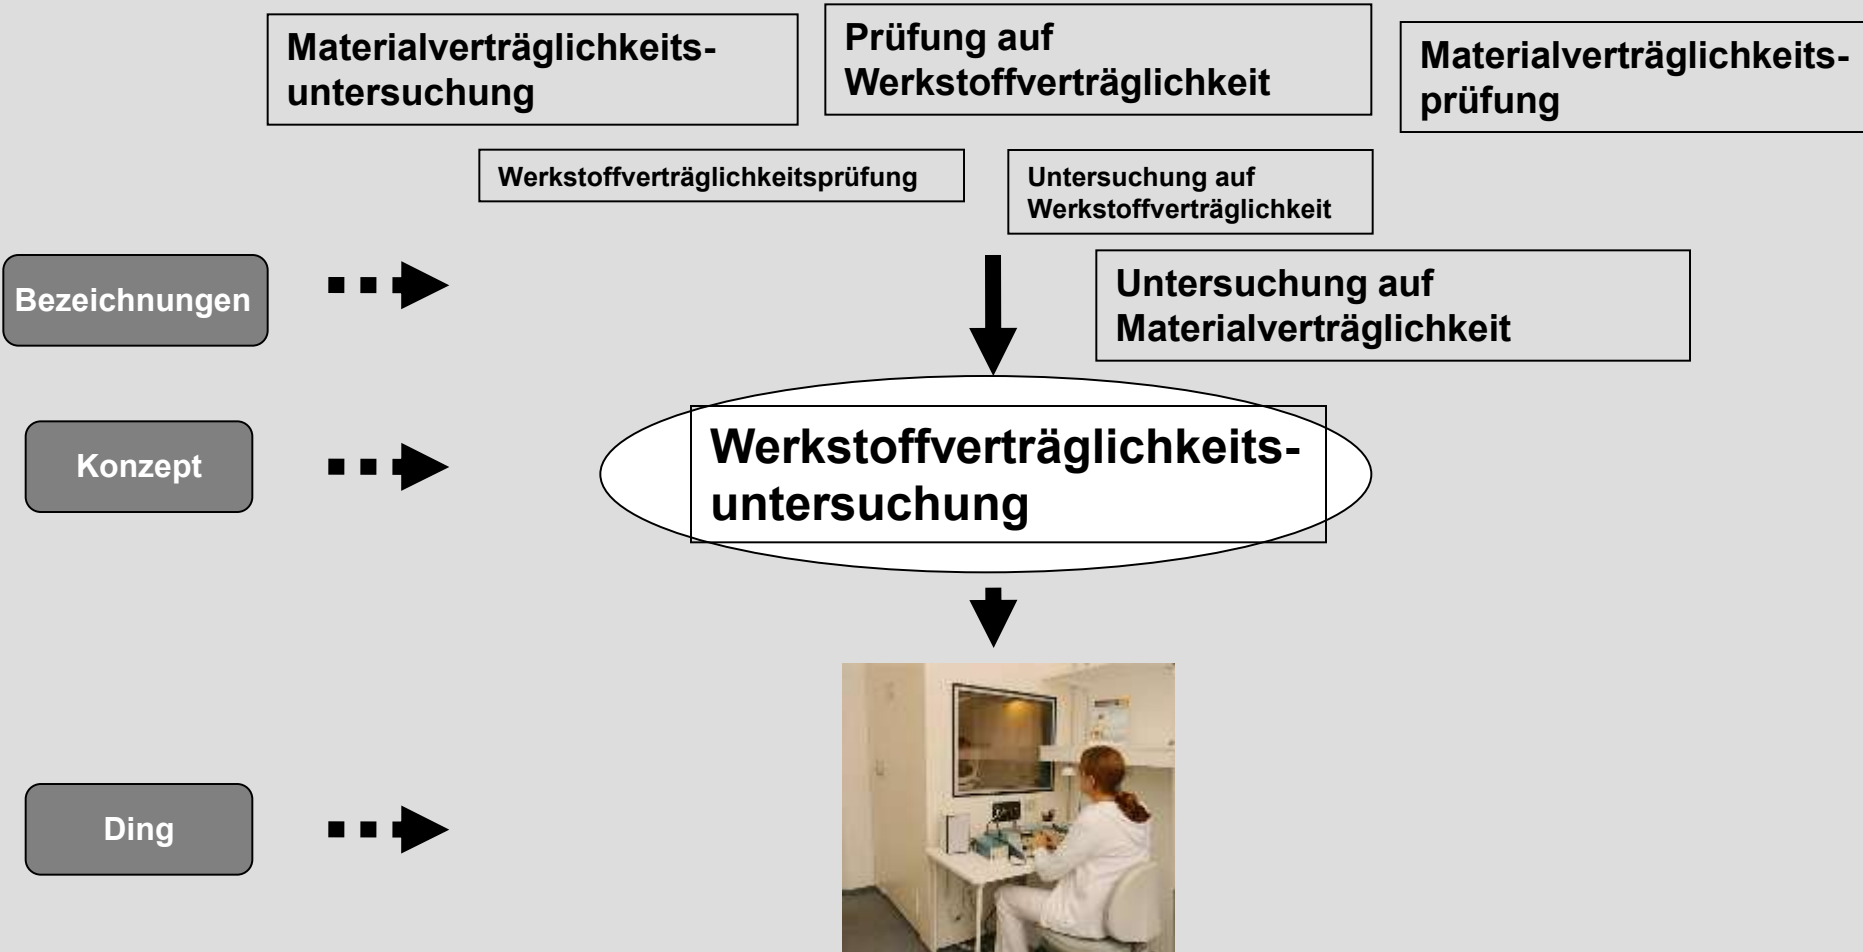 Materialverträglichkeits-
untersuchung
Prüfung auf
Werkstoffverträglichkeit
Materialverträglichkeits-
prüfung
Werkstoffverträglichkeitsprüfung
Untersuchung auf
Werkstoffverträglichkeit
Bezeichnungen
Untersuchung auf
Materialverträglichkeit
Konzept
Werkstoffverträglichkeits-
untersuchung
Ding